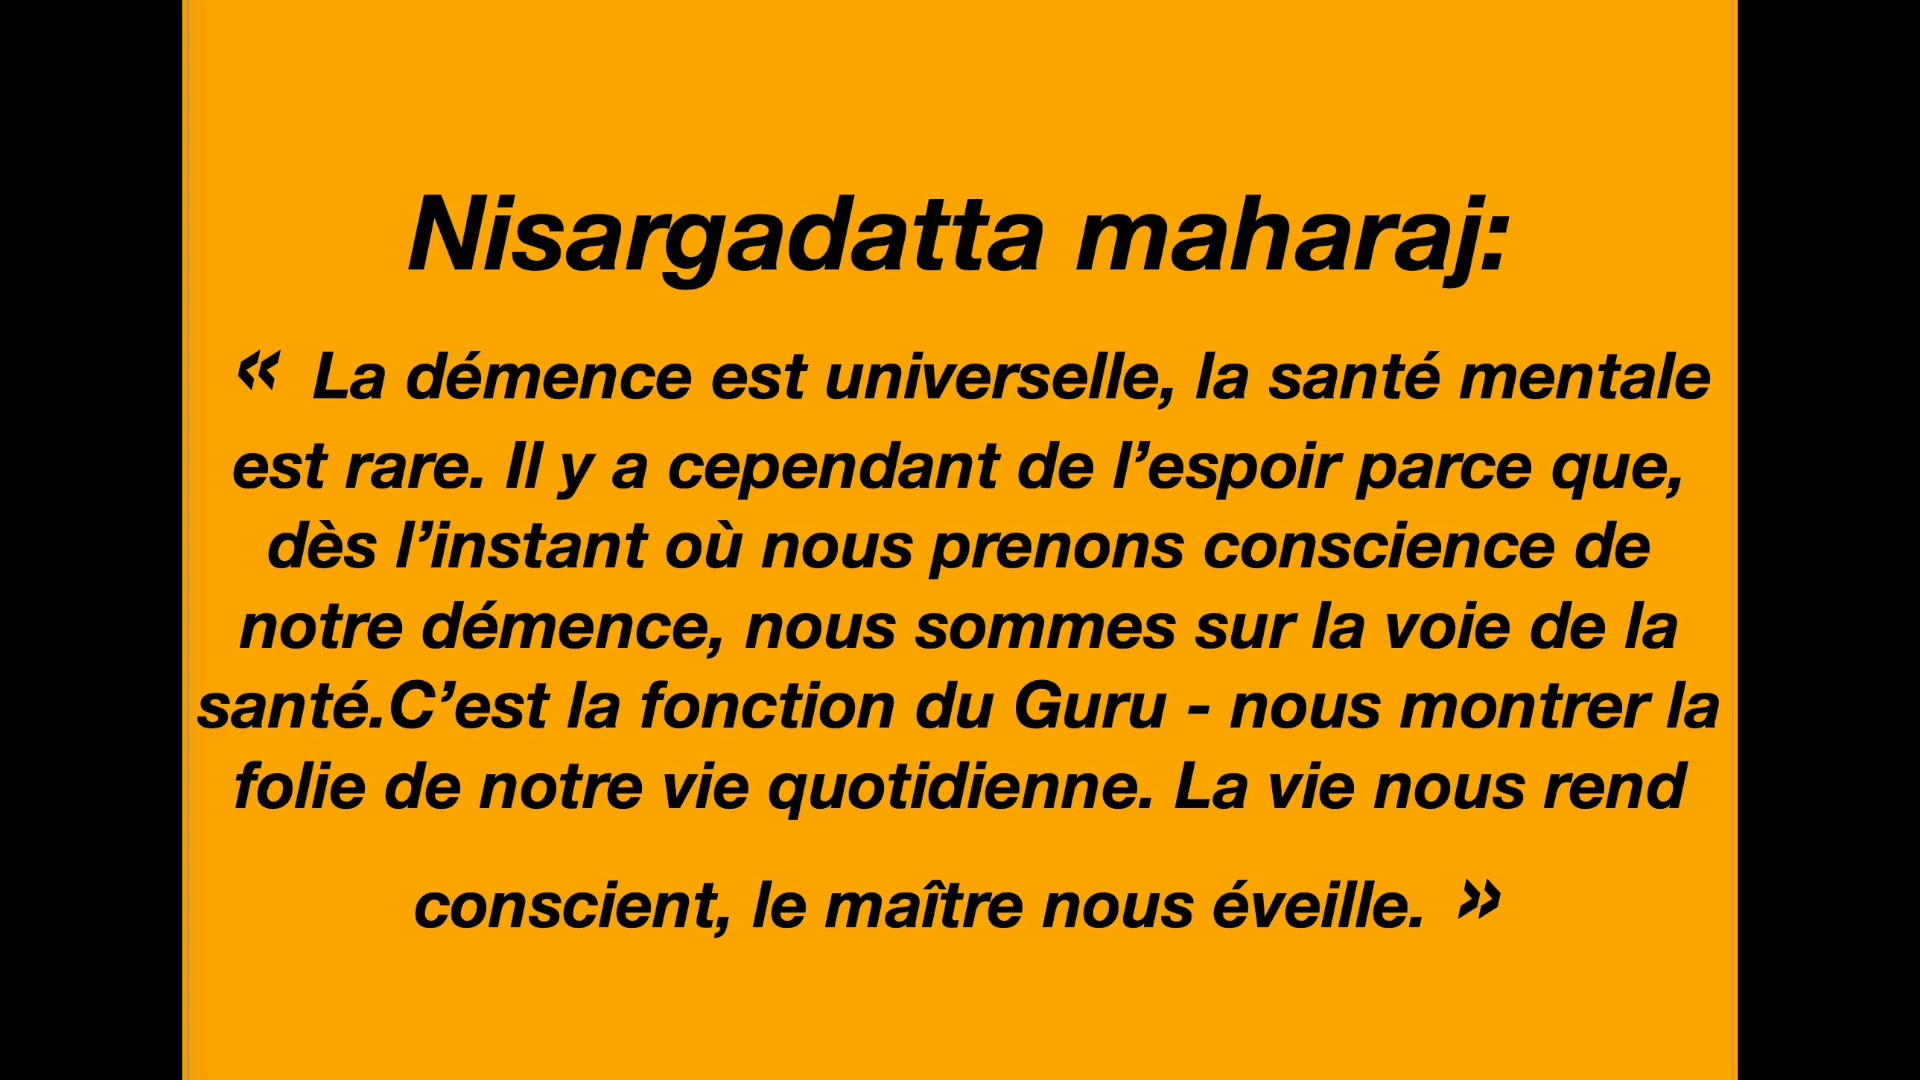 Nisargadatta maharaj:
« La démence est universelle, la santé mentale
est rare. Il y a cependant de l’espoir parce que,
dès l’instant où nous prenons conscience de
notre démence, nous sommes sur la voie de la
santé.C’est la fonction du Guru - nous montrer la
folie de notre vie quotidienne. La vie nous rend
conscient, le maître nous éveille. »